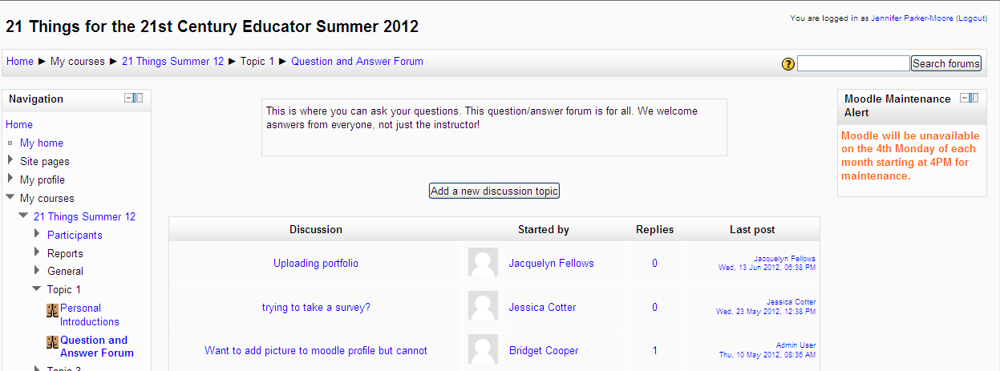 21 Things for the 21st Century Educator Summer 2012
You are logged in as Jennifer Parker-Moore (Logout)
Home ► My courses ► 21 Things Summer 12 ► Topic 1 ► Question and Answer Forum
? Search forums
Navigation
Home
My home
Site pages
My profile
My courses
21 Things Summer 12
Participants
Reports
General
Topic 1
Personal
Introductions
Question and
Answer Forum
This is where you can ask your questions. This question/answer forum is for all. We welcome
asnwers from everyone, not just the instructor!
Add a new discussion topic
Discussion Started by Replies Last post
Uploading portfolio Jacquelyn Fellows 0 Jacquelyn Fellows
Wed, 13 Jun 2012, 06:38 PM
trying to take a survey? Jessica Cotter 0 Jessica Cotter
Wed, 23 May 2012, 12:38 PM
Want to add picture to moodle profile but cannot Bridget Cooper 1 Admin User
Thu, 10 May 2012, 08:36 AM
Moodle Maintenance
Alert
Moodle will be unavailable
on the 4th Monday of each
month starting at 4PM for
maintenance.